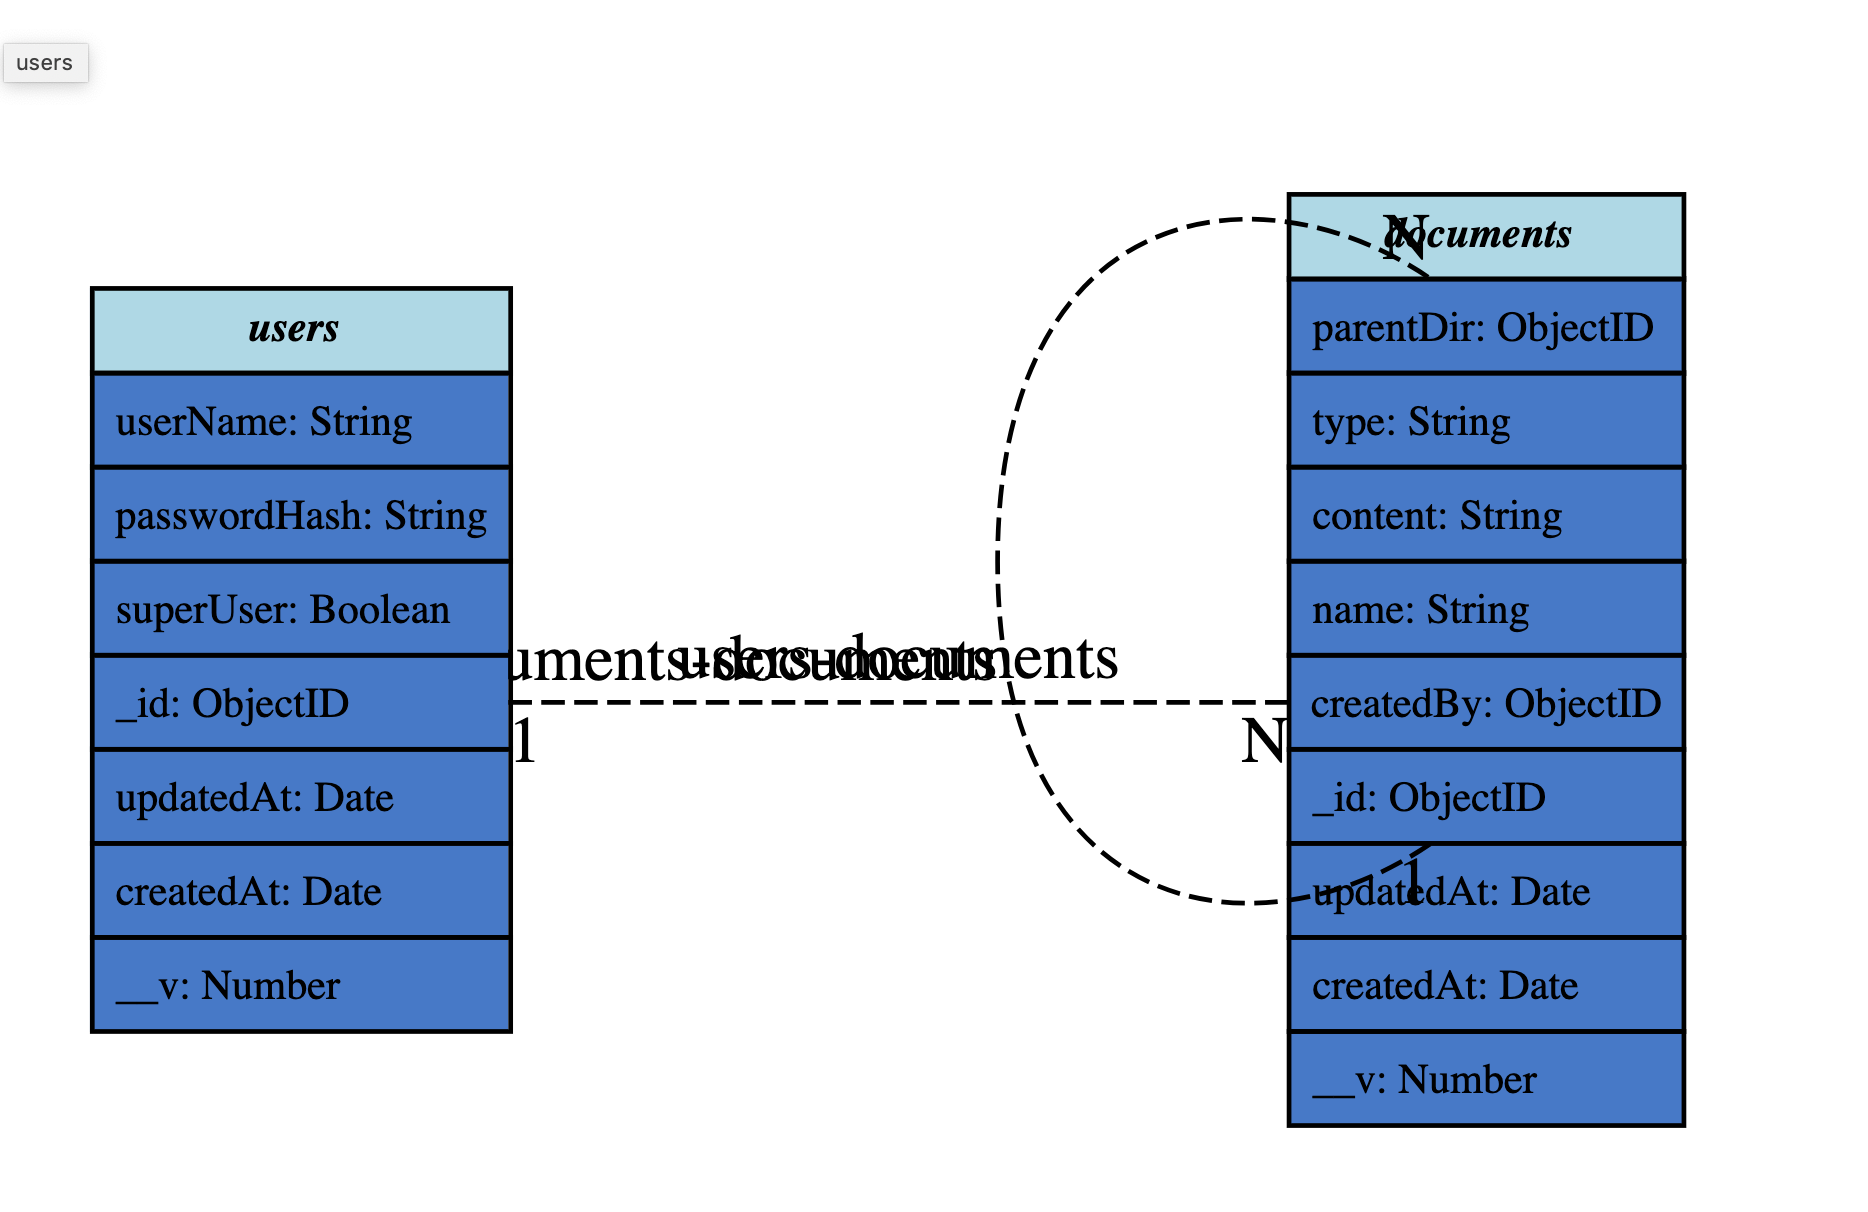 users
users
userName: String
passwordHash: String
superUser: Boolean
_id: ObjectID
updatedAt: Date
createdAt: Date
__v: Number
uments-documents
users-documents
1
N
N
documents
parentDir: ObjectID
type: String
content: String
name: String
createdBy: ObjectID
_id: ObjectID
1
updatedAt: Date
createdAt: Date
__v: Number